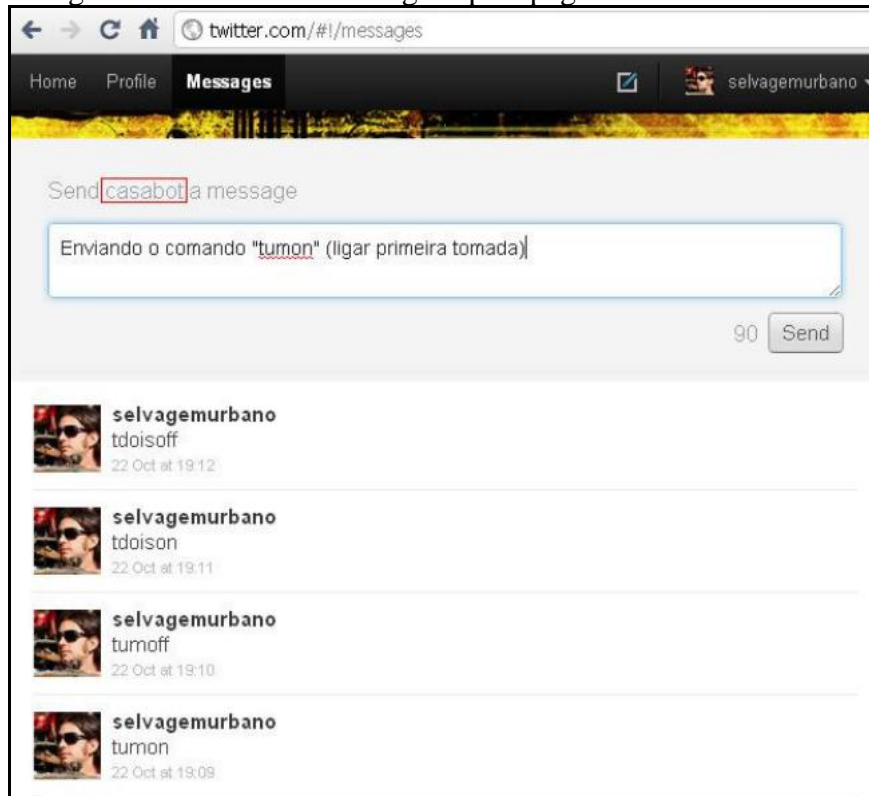 twitter.com/#!/messages
Home Profile Messages selvagemurbano
Send casabot a message
Enviando o comando "tumon" (ligar primeira tomada)
90 Send
selvagemurbano
tdoisoff
22 Oct at 19:12
selvagemurbano
tdoison
22 Oct at 19:11
selvagemurbano
tumoff
22 Oct at 19:10
selvagemurbano
tumon
22 Oct at 19:09